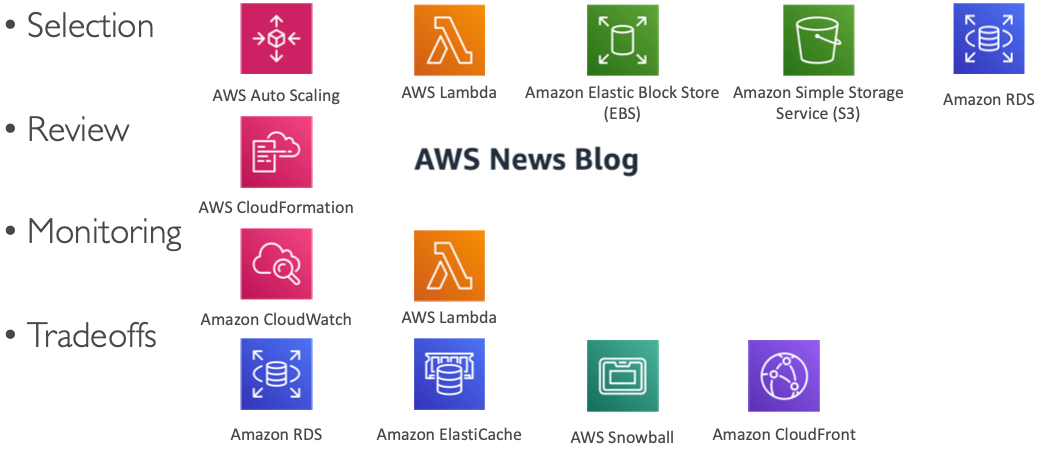 • Selection
AWS Auto Scaling
AWS Lambda
Amazon Elastic Block Store
(EBS)
Amazon Simple Storage
Service (S3)
Amazon RDS
• Review
AWS CloudFormation
AWS News Blog
• Monitoring
Amazon CloudWatch
AWS Lambda
• Tradeoffs
Amazon RDS
Amazon ElastiCache
AWS Snowball
Amazon CloudFront